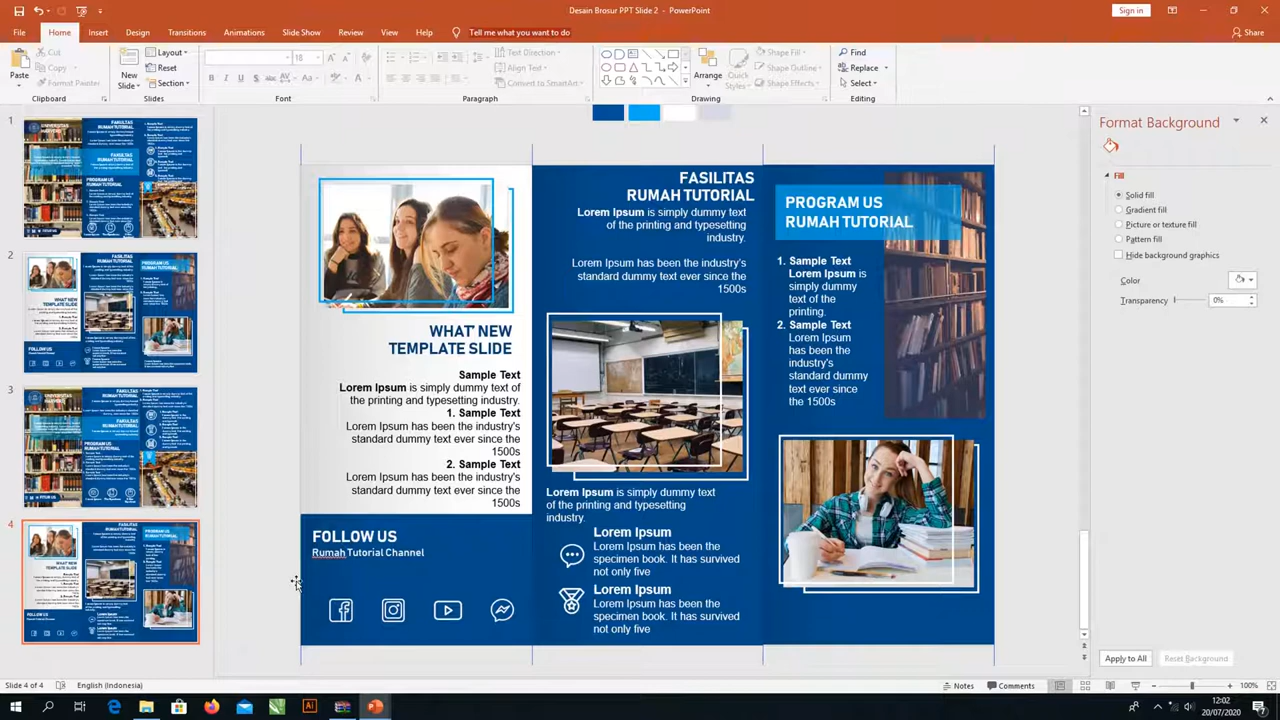 Desain Brosur PPT Slide 2 - PowerPoint
Sign in
File
Home
Insert
Design
Transitions
Animations
Slide Show
Review
View
Help
Tell me what you want to do
Share
Paste
Cut
Copy
Format Painter
Clipboard
New
Slide
Layout
Reset
Section
Slides
18
Font
Text Direction
Align Text
Convert to SmartArt
Paragraph
Arrange
Quick
Styles
Shape Fill
Shape Outline
Shape Effects
Drawing
Find
Replace
Select
Editing
1
2
3
4
WHAT' NEW
TEMPLATE SLIDE
Sample Text
Lorem Ipsum is simply dummy text of
the printing and typesetting industry.
1. Sample Text
Lorem Ipsum has been the industry's
standard dummy text ever since the
1500s
2. Sample Text
Lorem Ipsum has been the industry's
standard dummy text ever since the
1500s
FOLLOW US
Rumah Tutorial Channel
FASILITAS
RUMAH TUTORIAL
Lorem Ipsum is simply dummy text
of the printing and typesetting
industry.
Lorem Ipsum has been the industry's
standard dummy text ever since the
1500s
Lorem Ipsum is simply dummy text
of the printing and typesetting
industry.
Lorem Ipsum
Lorem Ipsum has been the
specimen book. It has survived
not only five
Lorem Ipsum
Lorem Ipsum has been the
specimen book. It has survived
not only five
PROGRAM US
RUMAH TUTORIAL
1. Sample Text
Lorem Ipsum is
simply dummy
text of the
printing.
2. Sample Text
Lorem Ipsum
has been the
industry's
standard dummy
text ever since
the 1500s
Format Background
Fill
Solid fill
Gradient fill
Picture or texture fill
Pattern fill
Hide background graphics
Color
Transparency
0%
Apply to All
Reset Background
Slide 4 of 4
English (Indonesia)
Notes
Comments
100%
12:02
20/07/2020